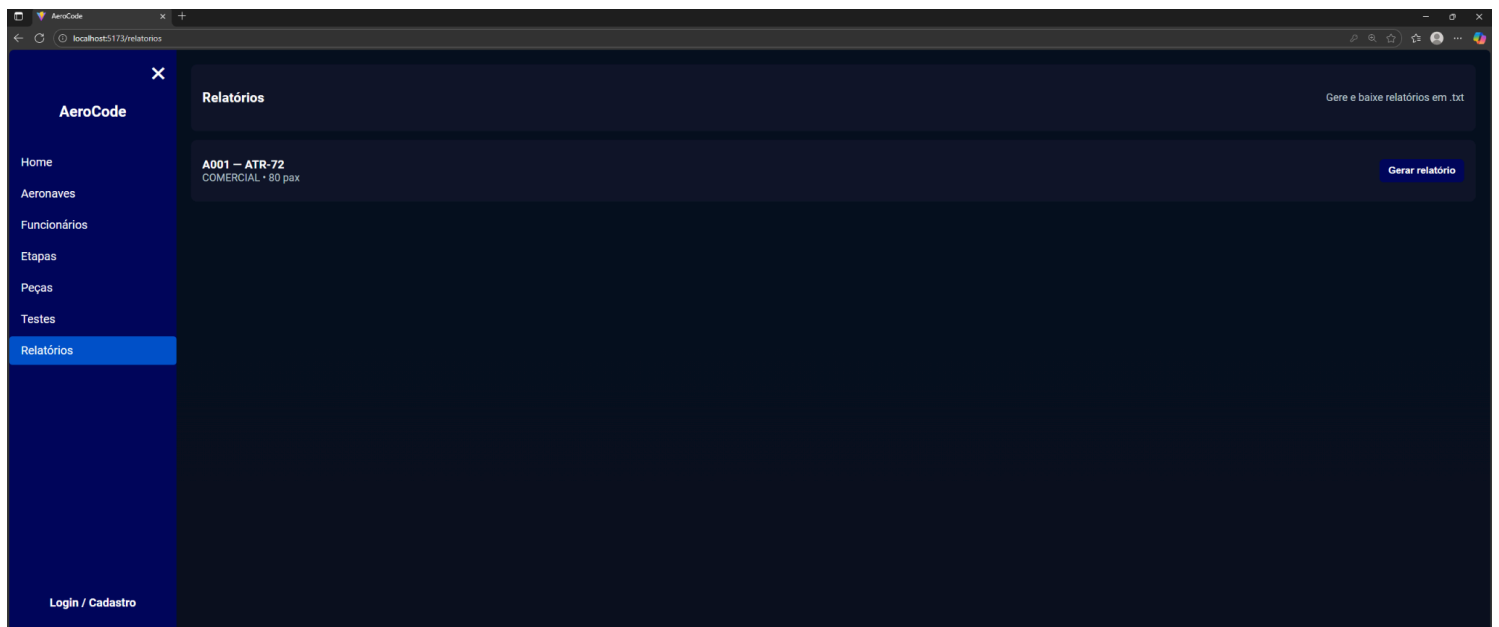 AeroCode
localhost:5173/relatorios
AeroCode
Home
Aeronaves
Funcionários
Etapas
Peças
Testes
Relatórios
Login / Cadastro
Relatórios
Gere e baixe relatórios em .txt
A001 — ATR-72
COMERCIAL • 80 pax
Gerar relatório